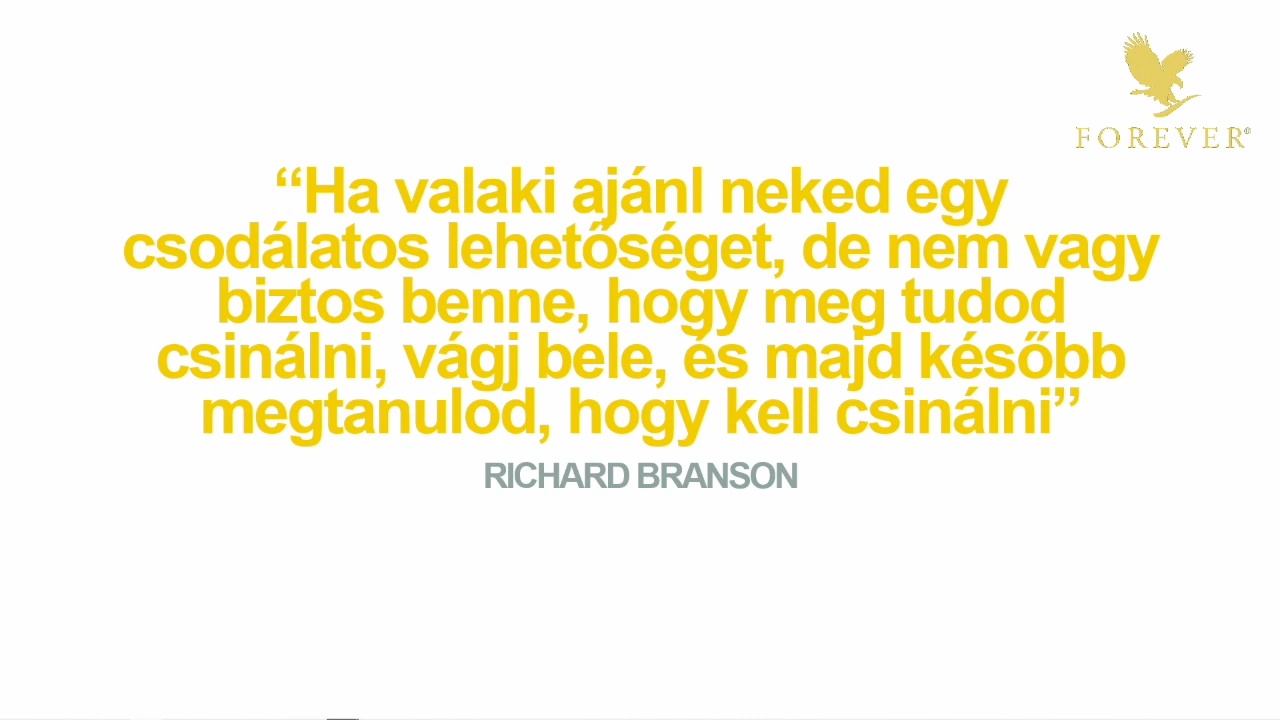 FOREVER®
“Ha valaki ajánl neked egy
csodálatos lehetőséget, de nem vagy
biztos benne, hogy meg tudod
csinálni, vágj bele, és majd később
megtanulod, hogy kell csinálni”
RICHARD BRANSON